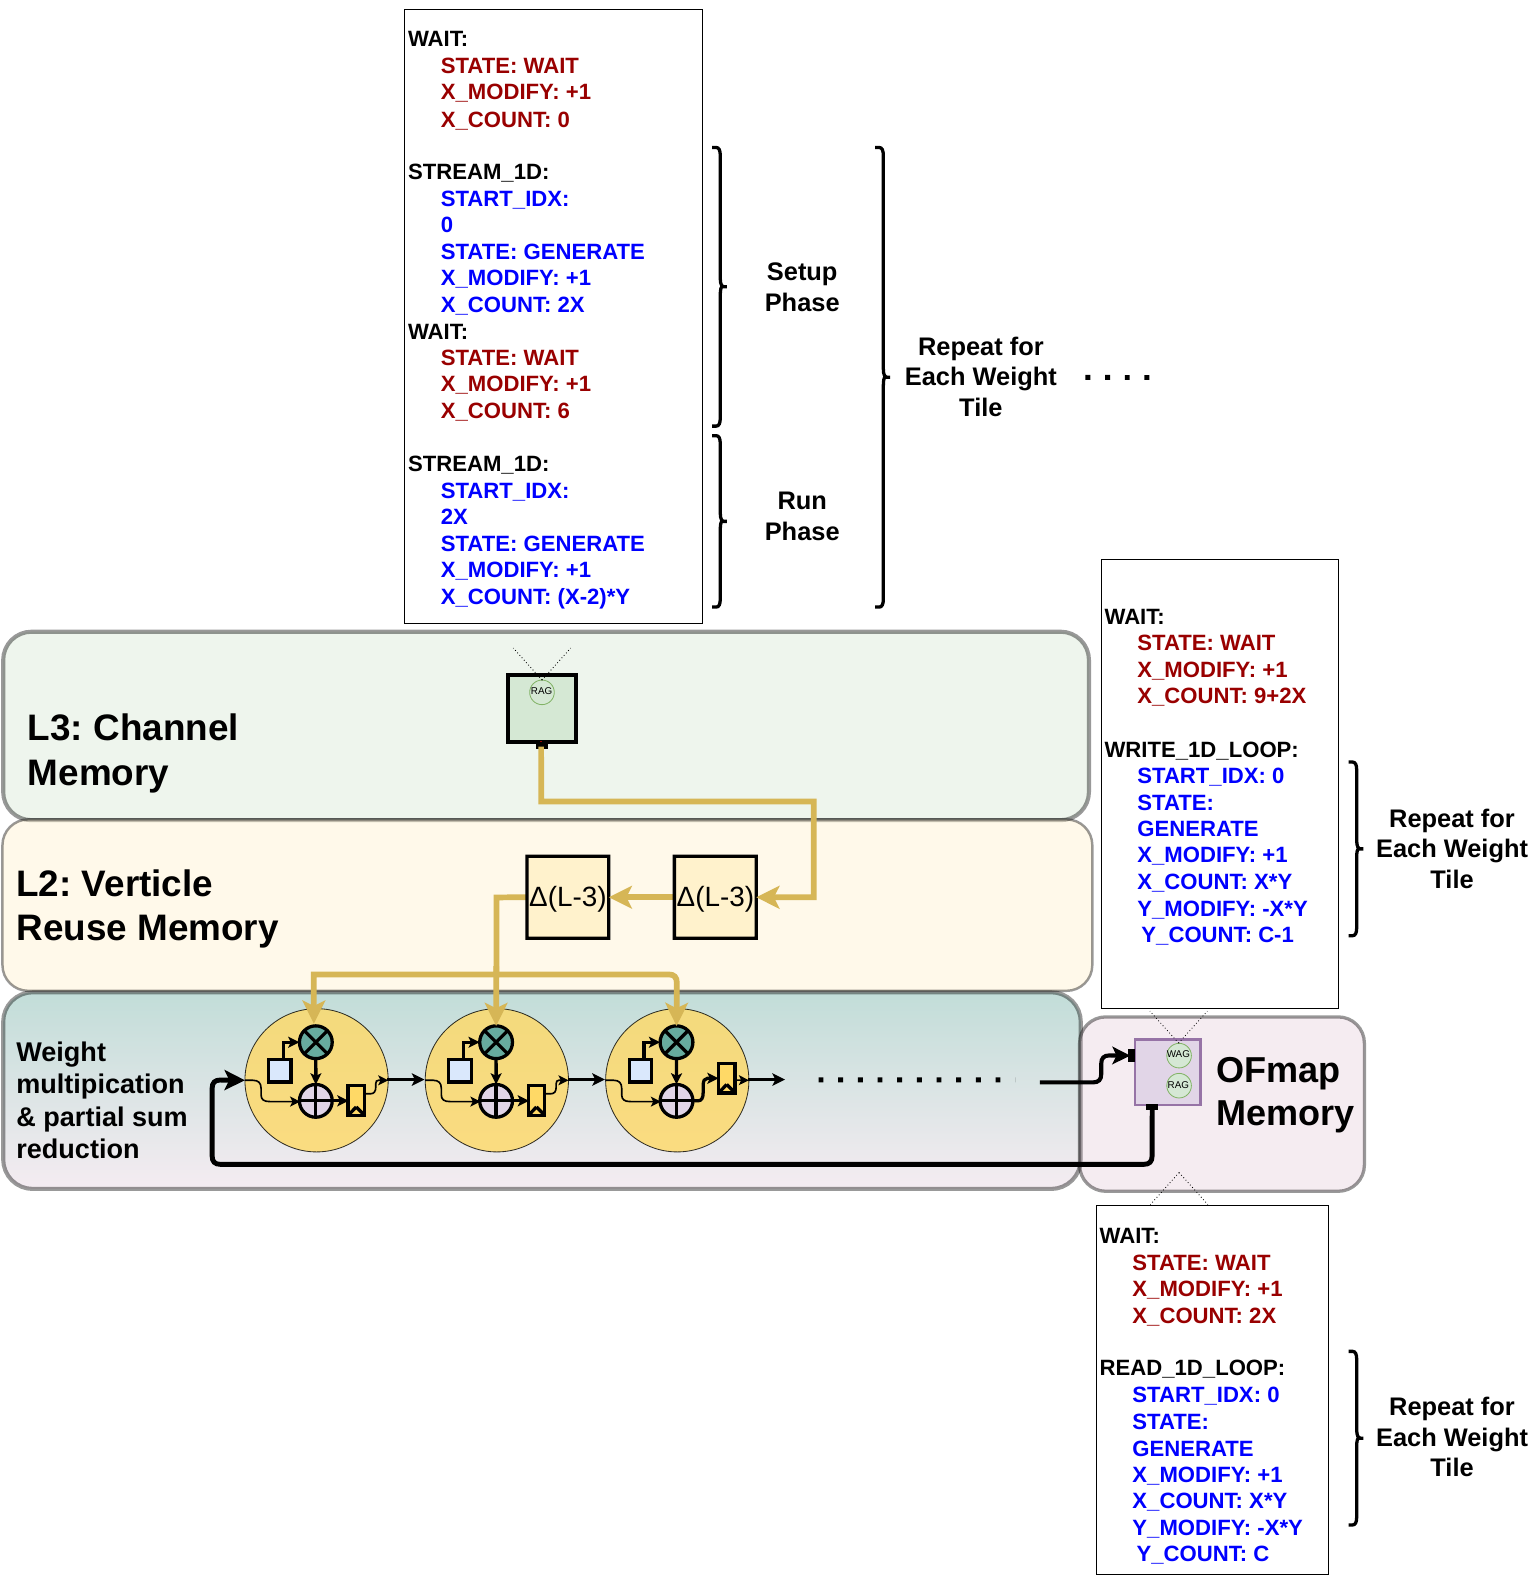 WAIT:
STATE: WAIT
X_MODIFY: +1
X_COUNT: 0
STREAM_1D:
START_IDX:
0
STATE: GENERATE
X_MODIFY: +1
X_COUNT: 2X
WAIT:
STATE: WAIT
X_MODIFY: +1
X_COUNT: 6
STREAM_1D:
START_IDX:
2X
STATE: GENERATE
X_MODIFY: +1
X_COUNT: (X-2)*Y
Setup
Phase
Run
Phase
Repeat for
Each Weight
Tile
. . . .
WAIT:
STATE: WAIT
X_MODIFY: +1
X_COUNT: 9+2X
WRITE_1D_LOOP:
START_IDX: 0
STATE:
GENERATE
X_MODIFY: +1
X_COUNT: X*Y
Y_MODIFY: -X*Y
Y_COUNT: C-1
Repeat for
Each Weight
Tile
RAG
L3: Channel
Memory
L2: Verticle
Reuse Memory
Δ(L-3)
Δ(L-3)
Weight
multipication
& partial sum
reduction
WAG
RAG
OFmap
Memory
WAIT:
STATE: WAIT
X_MODIFY: +1
X_COUNT: 2X
READ_1D_LOOP:
START_IDX: 0
STATE:
GENERATE
X_MODIFY: +1
X_COUNT: X*Y
Y_MODIFY: -X*Y
Y_COUNT: C
Repeat for
Each Weight
Tile